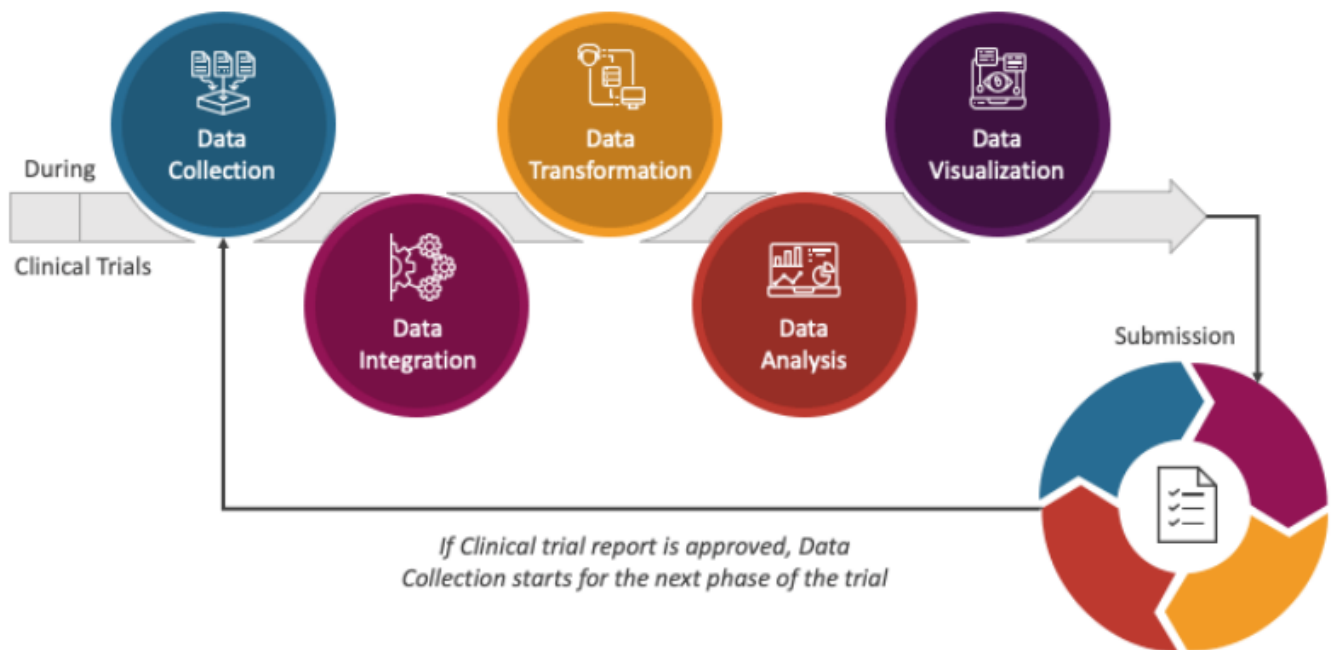 During
Clinical Trials
Data
Collection
Data
Integration
Data
Transformation
Data
Analysis
Data
Visualization
Submission
If Clinical trial report is approved, Data
Collection starts for the next phase of the trial